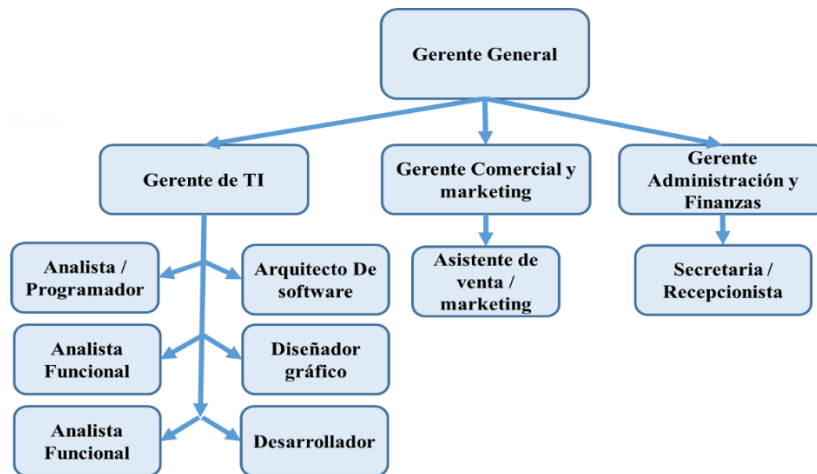 Gerente General
Gerente de TI
Gerente Comercial y
marketing
Gerente
Administración y
Finanzas
Analista /
Programador
Arquitecto De
software
Asistente de
venta /
marketing
Secretaria /
Recepcionista
Analista
Funcional
Diseñador
gráfico
Analista
Funcional
Desarrollador